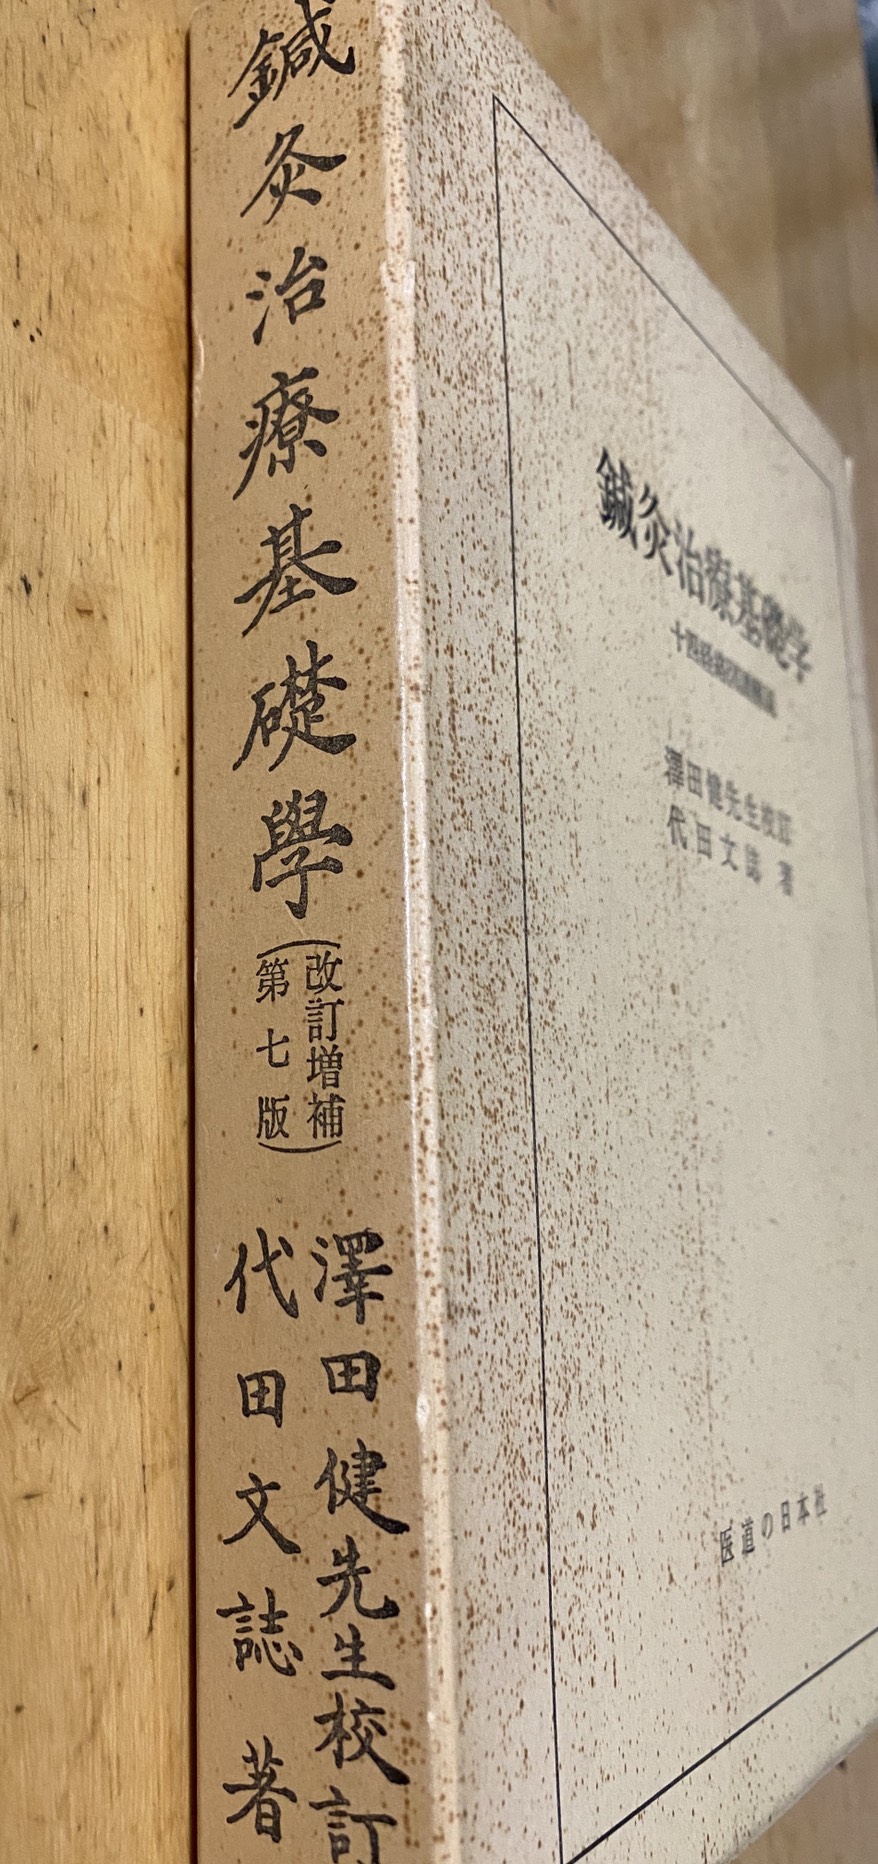 鍼灸治療基礎學
(改訂増補
第七版)
澤田健先生校訂
代田文誌 著
鍼灸治療基礎学
澤田健先生校訂
代田文誌 著
医道の日本社